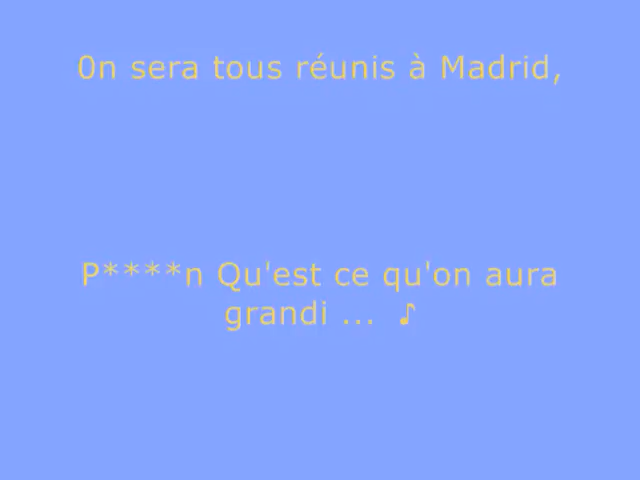 0n sera tous réunis à Madrid,
P****n Qu'est ce qu'on aura
grandi ... ♪